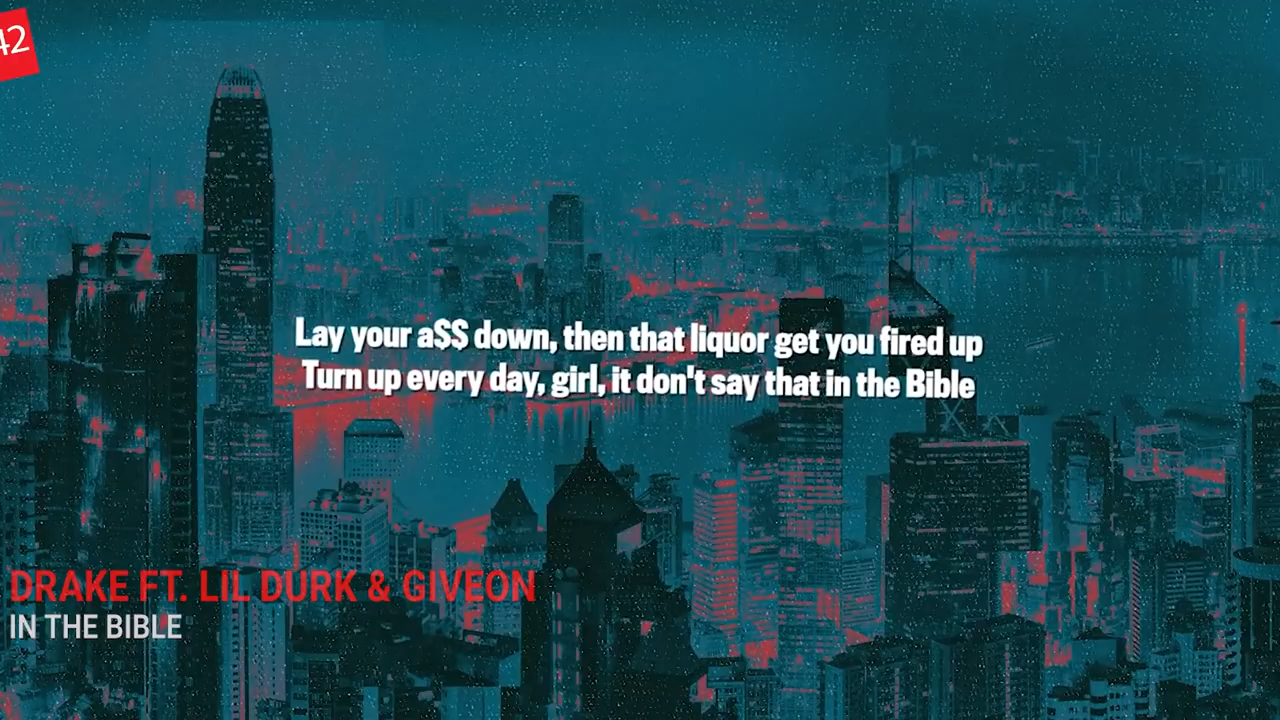 42
Lay your a$$ down, then that liquor get you fired up
Turn up every day, girl, it don't say that in the Bible
DRAKE FT. LIL DURK & GIVEON
IN THE BIBLE